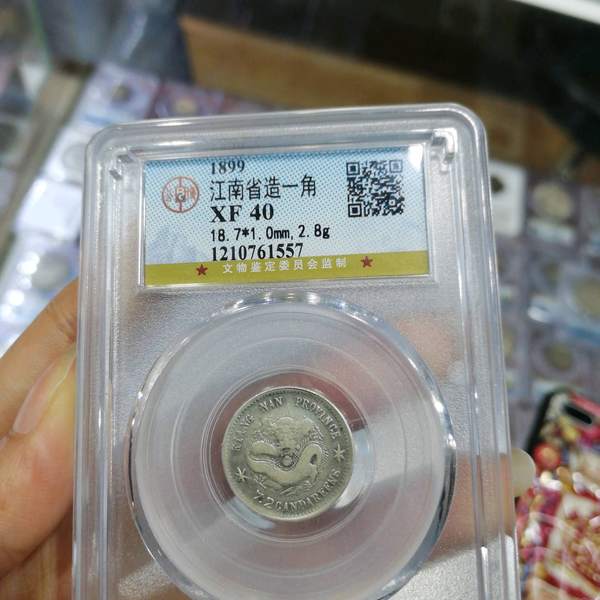 1899
江南省造一角
XF 40
18.7*1.0mm, 2.8g
1210761557
★ 文物鉴定委员会监制 ★
NAN PROVINCE
7.2 CANDAREENS